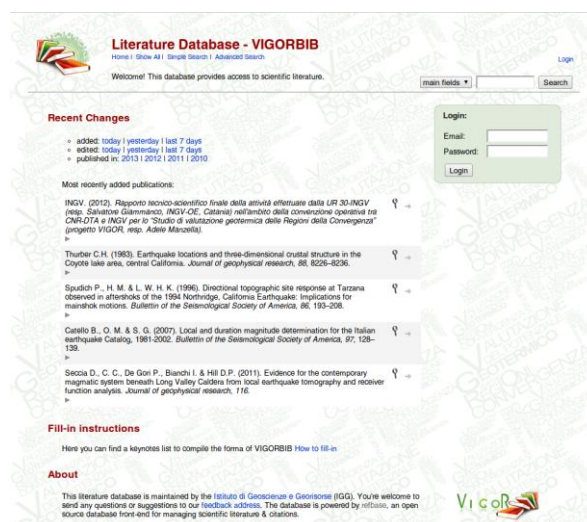 Literature Database - VIGORBIB
Home | Show All | Simple Search | Advanced Search
Login
Welcome! This database provides access to scientific literature.
main fields
Search
Recent Changes
added: today | yesterday | last 7 days
edited: today | yesterday | last 7 days
published in: 2013 | 2012 | 2011 | 2010
Most recently added publications:
INGV. (2012). Rapporto tecnico-scientifico finale della attività effettuate dalla UR 30-INGV
(resp. Salvatore Giammanco, INGV-OE, Catania) nell'ambito della convenzione operativa tra
CNR-DTA e INGV per lo "Studio di valutazione geotermica delle Regioni della Convergenza"
(progetto VIGOR, resp. Adele Manzella).
Thurber C.H. (1983). Earthquake locations and three-dimensional crustal structure in the
Coyote lake area, central California. Journal of geophysical research, 88, 8226–8236.
Spudich P., H. M. & L. W. H. K. (1996). Directional topographic site response at Tarzana
observed in aftershoks of the 1994 Northridge, California Earthquake: Implications for
mainshok motions. Bullettin of the Seismological Society of America, 86, 193–208.
Catello B., O. M. & S. G. (2007). Local and duration magnitude determination for the Italian
earthquake Catalog, 1981-2002. Bullettin of the Seismological Society of America, 97, 128–
139.
Seccia D., C. C., De Gori P., Bianchi I. & Hill D.P. (2011). Evidence for the contemporary
magmatic system beneath Long Valley Caldera from local earthquake tomography and receiver
function analysis. Journal of geophysical research, 116.
Login:
Email:
Password:
Login
Fill-in instructions
Here you can find a keynotes list to compile the forma of VIGORBIB How to fill-in
About
This literature database is maintained by the Istituto di Geoscienze e Georisorse (IGG). You're welcome to
send any questions or suggestions to our feedback address. The database is powered by refbase, an open
source database front-end for managing scientific literature & citations.
VIGOR